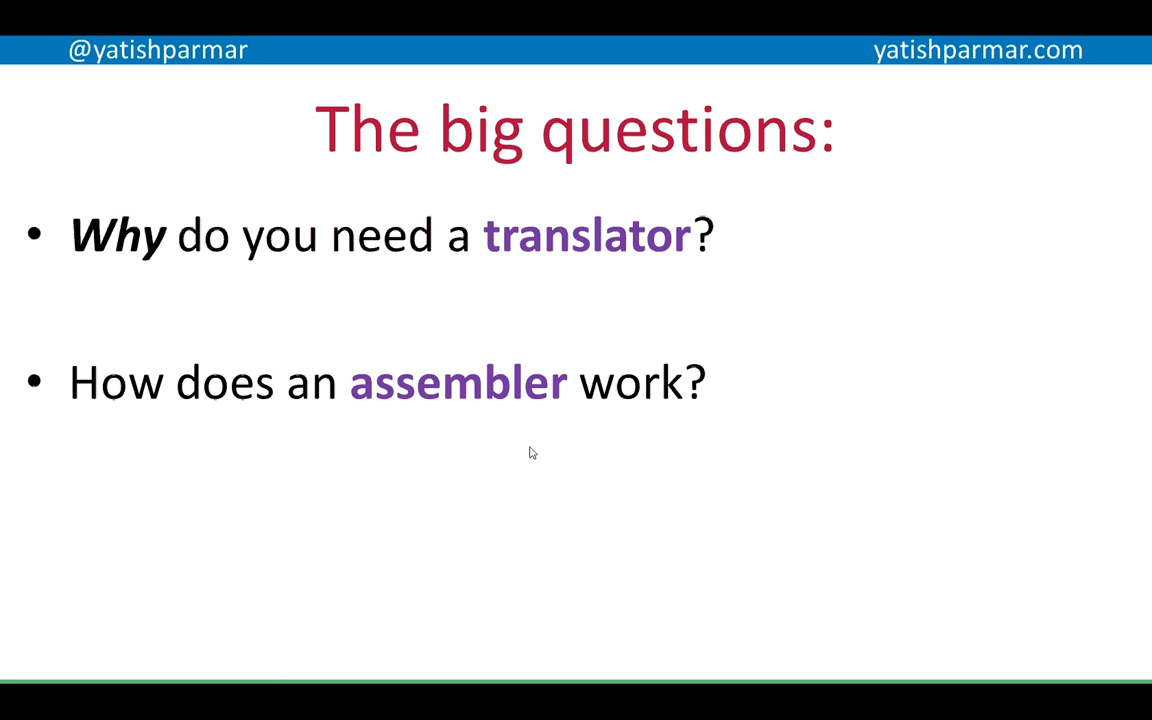 @yatishparmar yatishparmar.com
The big questions:
• Why do you need a translator?
• How does an assembler work?